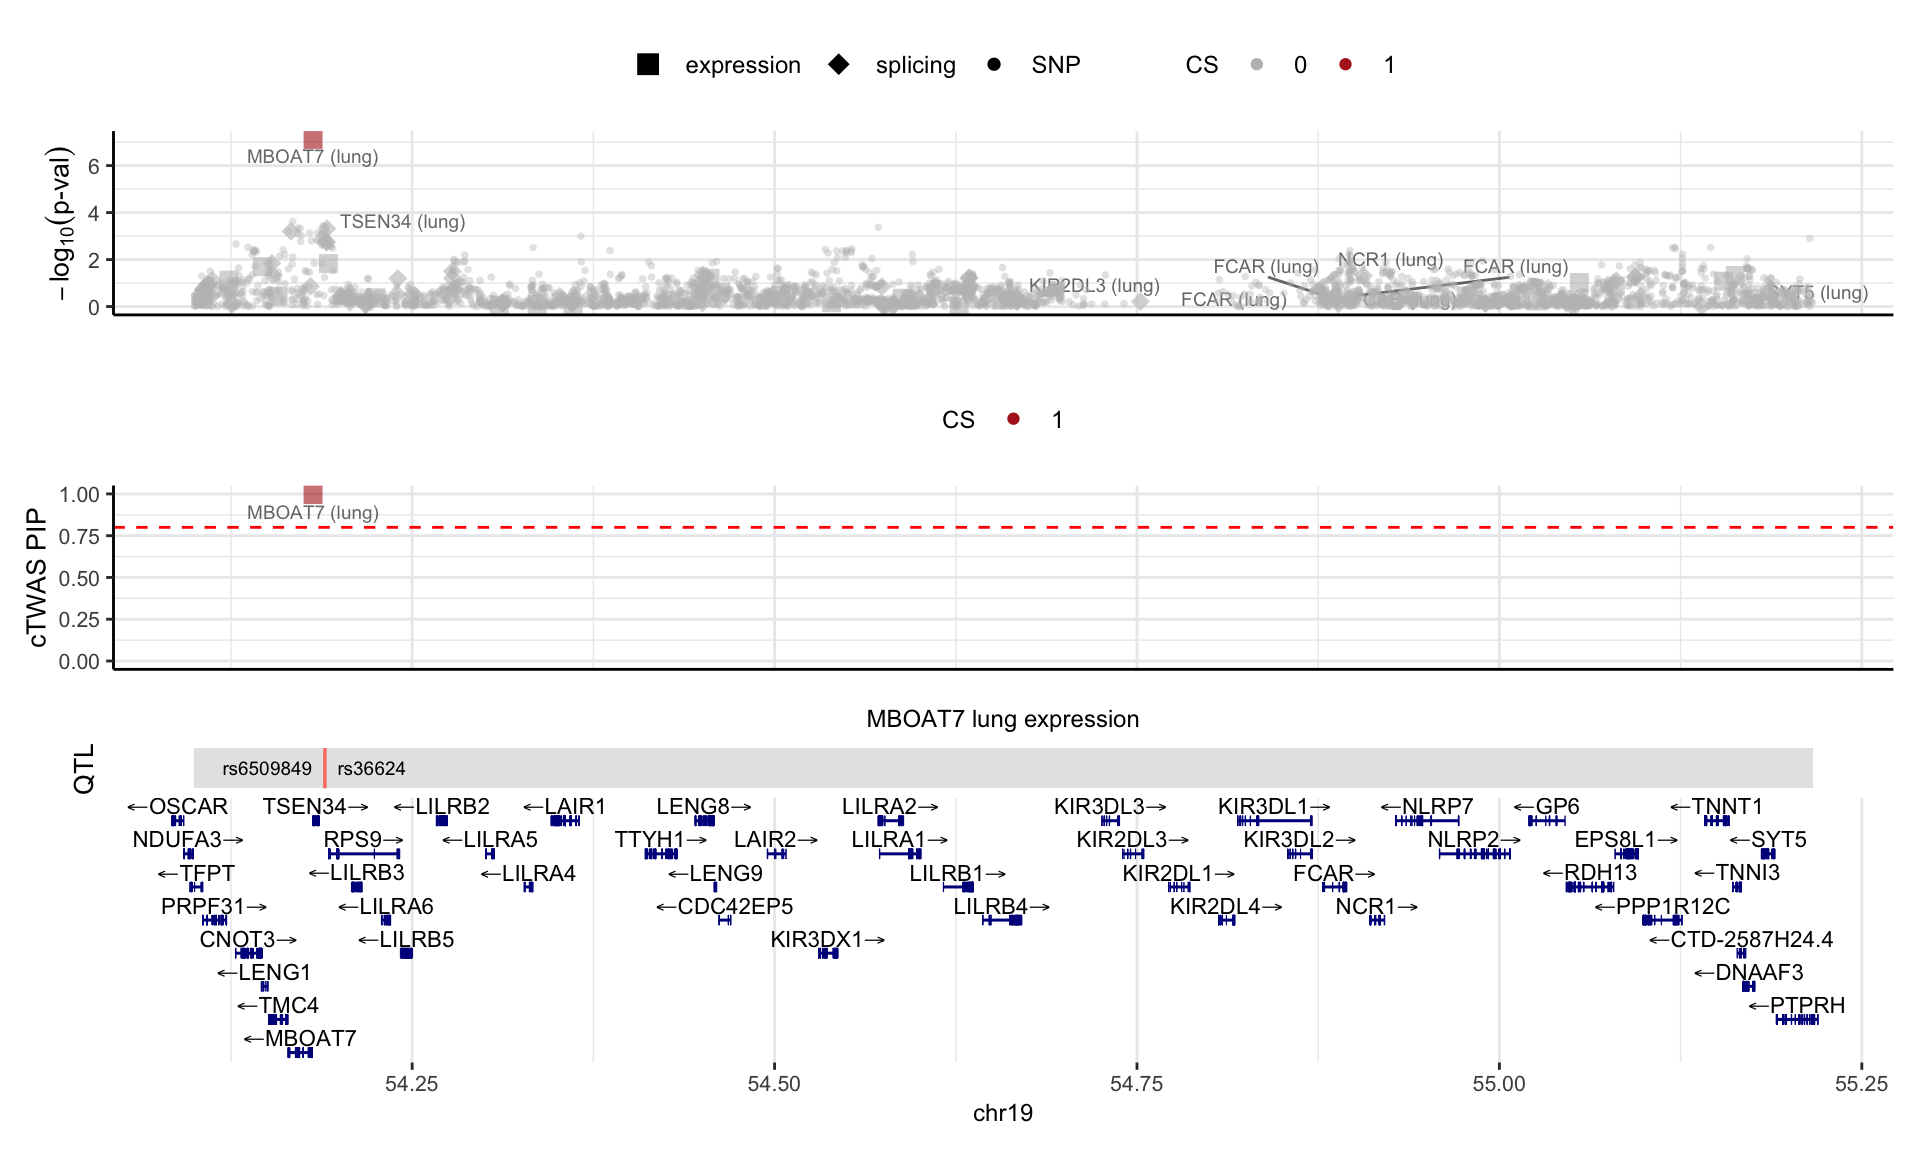 expression splicing SNP CS 0 1
−log10(p-val)
6
4
2
0
MBOAT7 (lung)
TSEN34 (lung)
KIR2DL3 (lung)
FCAR (lung)
NCR1 (lung)
FCAR (lung)
FCAR (lung)
SYT5 (lung)
CS 1
cTWAS PIP
1.00
0.75
0.50
0.25
0.00
MBOAT7 (lung)
MBOAT7 lung expression
QTL
rs6509849 rs36624
←OSCAR TSEN34→ ←LILRB2 ←LAIR1 LENG8→ LILRA2→ KIR3DL3→ KIR3DL1→ ←NLRP7 ←GP6 ←TNNT1
NDUFA3→ RPS9→ ←LILRA5 TTYH1→ LAIR2→ LILRA1→ KIR2DL3→ KIR3DL2→ NLRP2→ EPS8L1→ ←SYT5
←TFPT ←LILRB3 ←LILRA4 ←LENG9 LILRB1→ KIR2DL1→ FCAR→ ←RDH13 ←TNNI3
PRPF31→ ←LILRA6 ←CDC42EP5 LILRB4→ KIR2DL4→ NCR1→ ←PPP1R12C
CNOT3→ ←LILRB5 KIR3DX1→ ←CTD-2587H24.4
←LENG1 ←DNAAF3
←TMC4 ←PTPRH
←MBOAT7
54.25 54.50 54.75 55.00 55.25
chr19